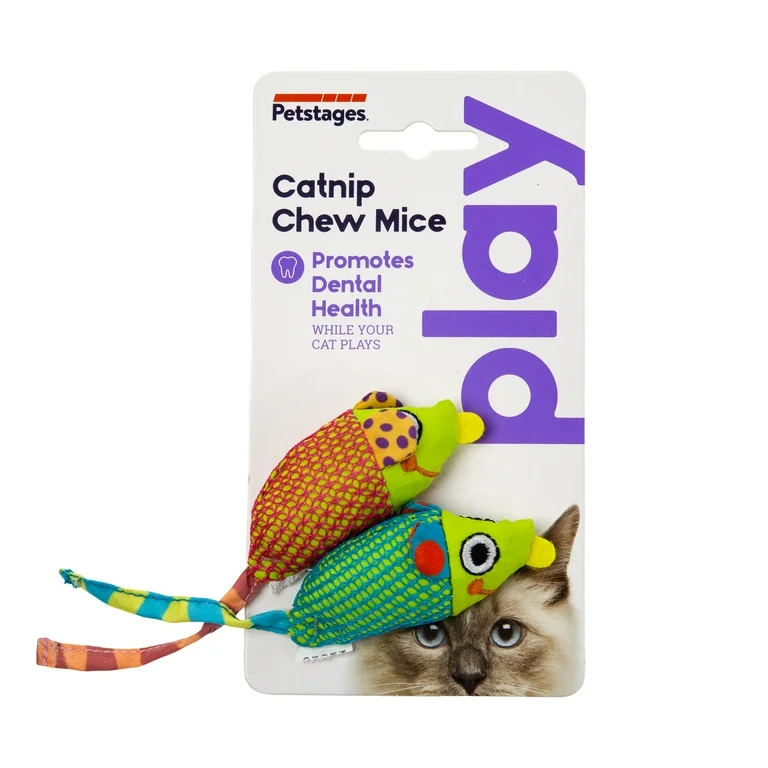 Petstages
Catnip
Chew Mice
Promotes
Dental
Health
WHILE YOUR
CAT PLAYS
play